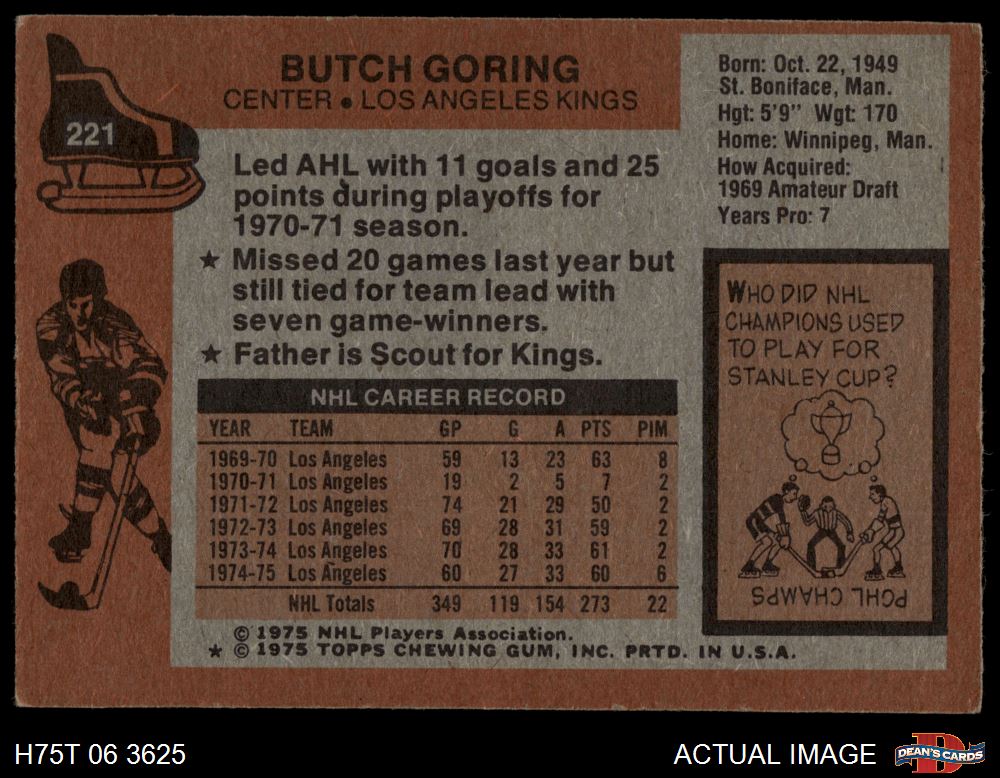 BUTCH GORING
CENTER • LOS ANGELES KINGS
221
Born: Oct. 22, 1949
St. Boniface, Man.
Hgt: 5'9" Wgt: 170
Home: Winnipeg, Man.
How Acquired:
1969 Amateur Draft
Years Pro: 7
Led AHL with 11 goals and 25
points during playoffs for
1970-71 season.
★ Missed 20 games last year but
still tied for team lead with
seven game-winners.
★ Father is Scout for Kings.
NHL CAREER RECORD
YEAR TEAM GP G A PTS PIM
1969-70 Los Angeles 59 13 23 63 8
1970-71 Los Angeles 19 2 5 7 2
1971-72 Los Angeles 74 21 29 50 2
1972-73 Los Angeles 69 28 31 59 2
1973-74 Los Angeles 70 28 33 61 2
1974-75 Los Angeles 60 27 33 60 6
NHL Totals 349 119 154 273 22
WHO DID NHL
CHAMPIONS USED
TO PLAY FOR
STANLEY CUP?
PCHL CHAMPS
© 1975 NHL Players Association.
★ © 1975 TOPPS CHEWING GUM, INC. PRTD. IN U.S.A.
H75T 06 3625
ACTUAL IMAGE
D
DEAN'S CARDS